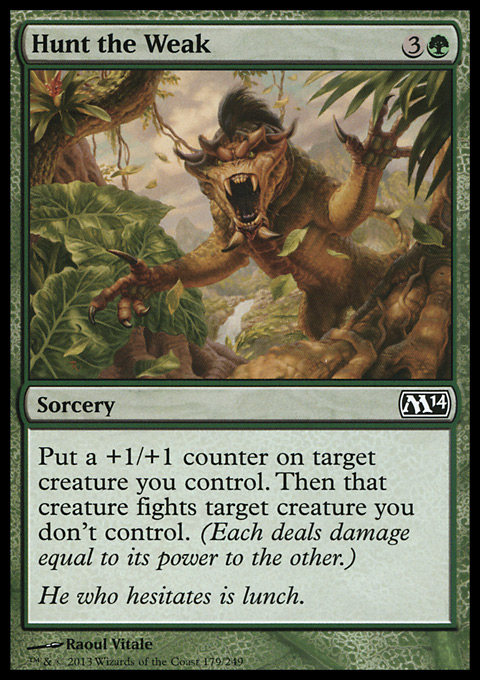 Hunt the Weak 3
Sorcery M14
Put a +1/+1 counter on target
creature you control. Then that
creature fights target creature you
don't control. (Each deals damage
equal to its power to the other.)
He who hesitates is lunch.
Raoul Vitale
™ & © 2013 Wizards of the Coast 179/249